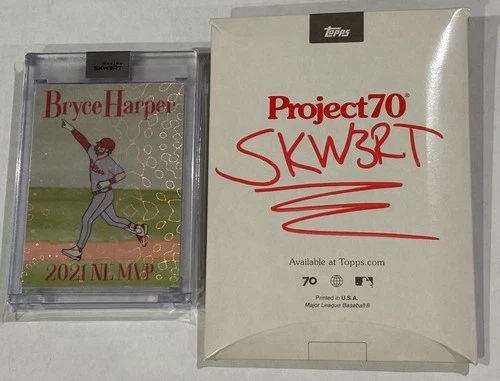 SKW3RT
Bryce Harper
2021 NL MVP
Topps
Project70®
SKW3RT
Available at Topps.com
70
Printed in U.S.A.
Major League Baseball®